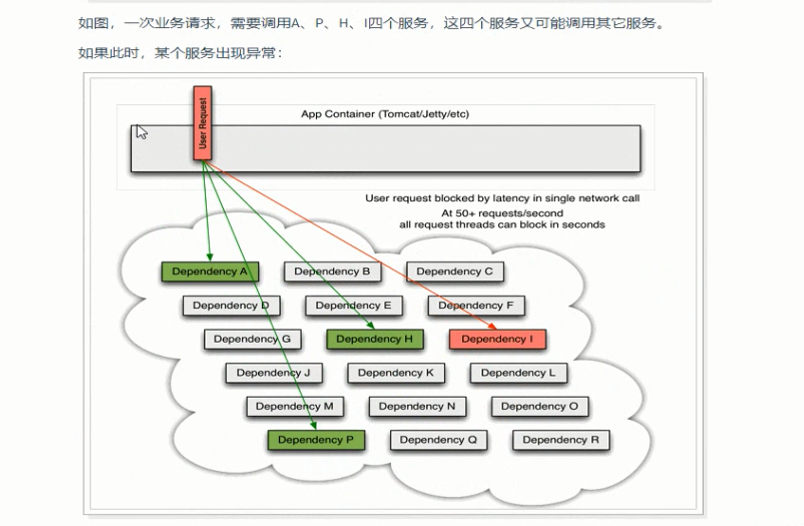 如图，一次业务请求，需要调用A、P、H、I四个服务，这四个服务又可能调用其它服务。
如果此时，某个服务出现异常：
User Request
App Container (Tomcat/Jetty/etc)
User request blocked by latency in single network call
At 50+ requests/second
all request threads can block in seconds
Dependency A
Dependency B
Dependency C
Dependency D
Dependency E
Dependency F
Dependency G
Dependency H
Dependency I
Dependency J
Dependency K
Dependency L
Dependency M
Dependency N
Dependency O
Dependency P
Dependency Q
Dependency R